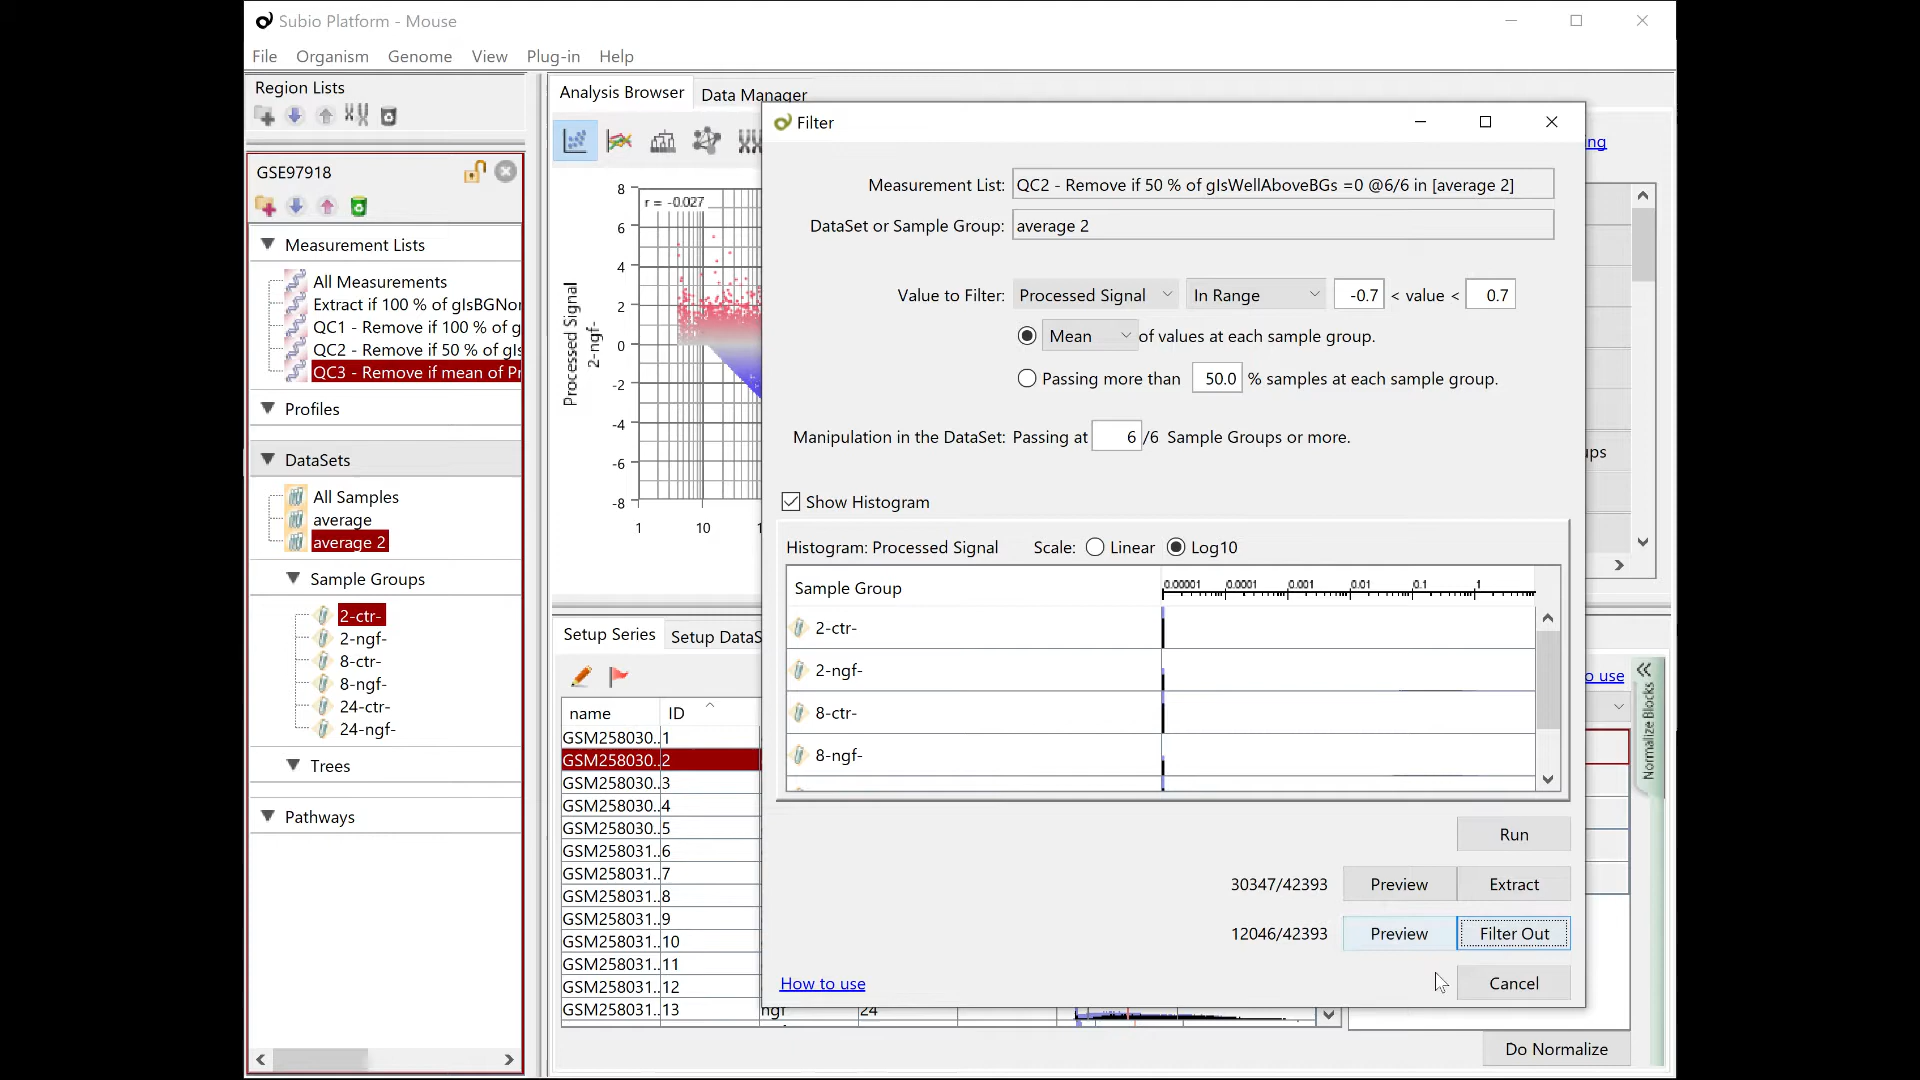 Subio Platform - Mouse
File Organism Genome View Plug-in Help
Region Lists
GSE97918
Measurement Lists
All Measurements
Extract if 100 % of gIsBGNor
QC1 - Remove if 100 % of g
QC2 - Remove if 50 % of gIs
QC3 - Remove if mean of Pr
Profiles
DataSets
All Samples
average
average 2
Sample Groups
2-ctr-
2-ngf-
8-ctr-
8-ngf-
24-ctr-
24-ngf-
Trees
Pathways
Analysis Browser Data Manager
r = -0.027
8
6
4
2
0
-2
-4
-6
-8
1 10
Processed Signal
2-ngf-
Setup Series Setup DataS
name ID
GSM258030.. 1
GSM258030.. 2
GSM258030.. 3
GSM258030.. 4
GSM258030.. 5
GSM258031.. 6
GSM258031.. 7
GSM258031.. 8
GSM258031.. 9
GSM258031.. 10
GSM258031.. 11
GSM258031.. 12
GSM258031.. 13 ngf 24
Filter
Measurement List: QC2 - Remove if 50 % of gIsWellAboveBGs =0 @6/6 in [average 2]
DataSet or Sample Group: average 2
Value to Filter: Processed Signal In Range -0.7 < value < 0.7
Mean of values at each sample group.
Passing more than 50.0 % samples at each sample group.
Manipulation in the DataSet: Passing at 6 /6 Sample Groups or more.
Show Histogram
Histogram: Processed Signal Scale: Linear Log10
Sample Group 0.00001 0.0001 0.001 0.01 0.1 1
2-ctr-
2-ngf-
8-ctr-
8-ngf-
Run
30347/42393 Preview Extract
12046/42393 Preview Filter Out
How to use Cancel
ng
ups
o use
Normalize Blocks
Do Normalize